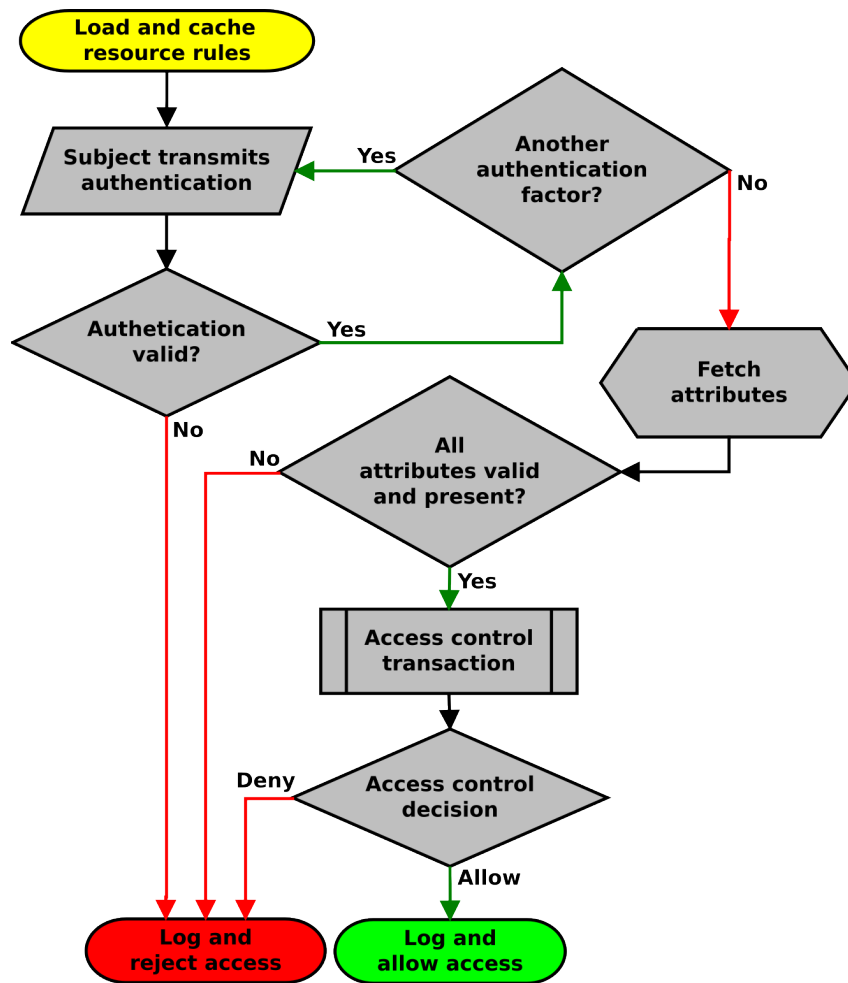 Load and cache
resource rules
Subject transmits
authentication
Yes
Another
authentication
factor?
No
Authetication
valid?
Yes
Fetch
attributes
No
All
attributes valid
and present?
No
Yes
Access control
transaction
Access control
decision
Deny
Allow
Log and
reject access
Log and
allow access